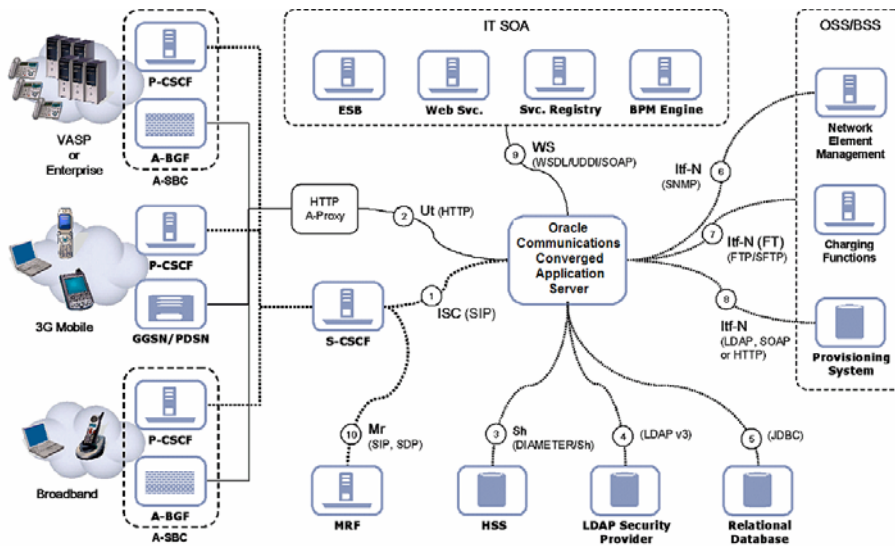 IT SOA
ESB
Web Svc.
Svc. Registry
BPM Engine
OSS/BSS
Network
Element
Management
Charging
Functions
Provisioning
System
P-CSCF
A-BGF
A-SBC
VASP
or
Enterprise
P-CSCF
GGSN/PDSN
3G Mobile
P-CSCF
A-BGF
A-SBC
Broadband
HTTP
A-Proxy
2
Ut (HTTP)
9
WS
(WSDL/UDDI/SOAP)
Oracle
Communications
Converged
Application
Server
6
Itf-N
(SNMP)
7
Itf-N (FT)
(FTP/SFTP)
8
Itf-N
(LDAP, SOAP
or HTTP)
1
ISC (SIP)
S-CSCF
10
Mr
(SIP, SDP)
3
Sh
(DIAMETER/Sh)
4
(LDAP v3)
5
(JDBC)
MRF
HSS
LDAP Security
Provider
Relational
Database